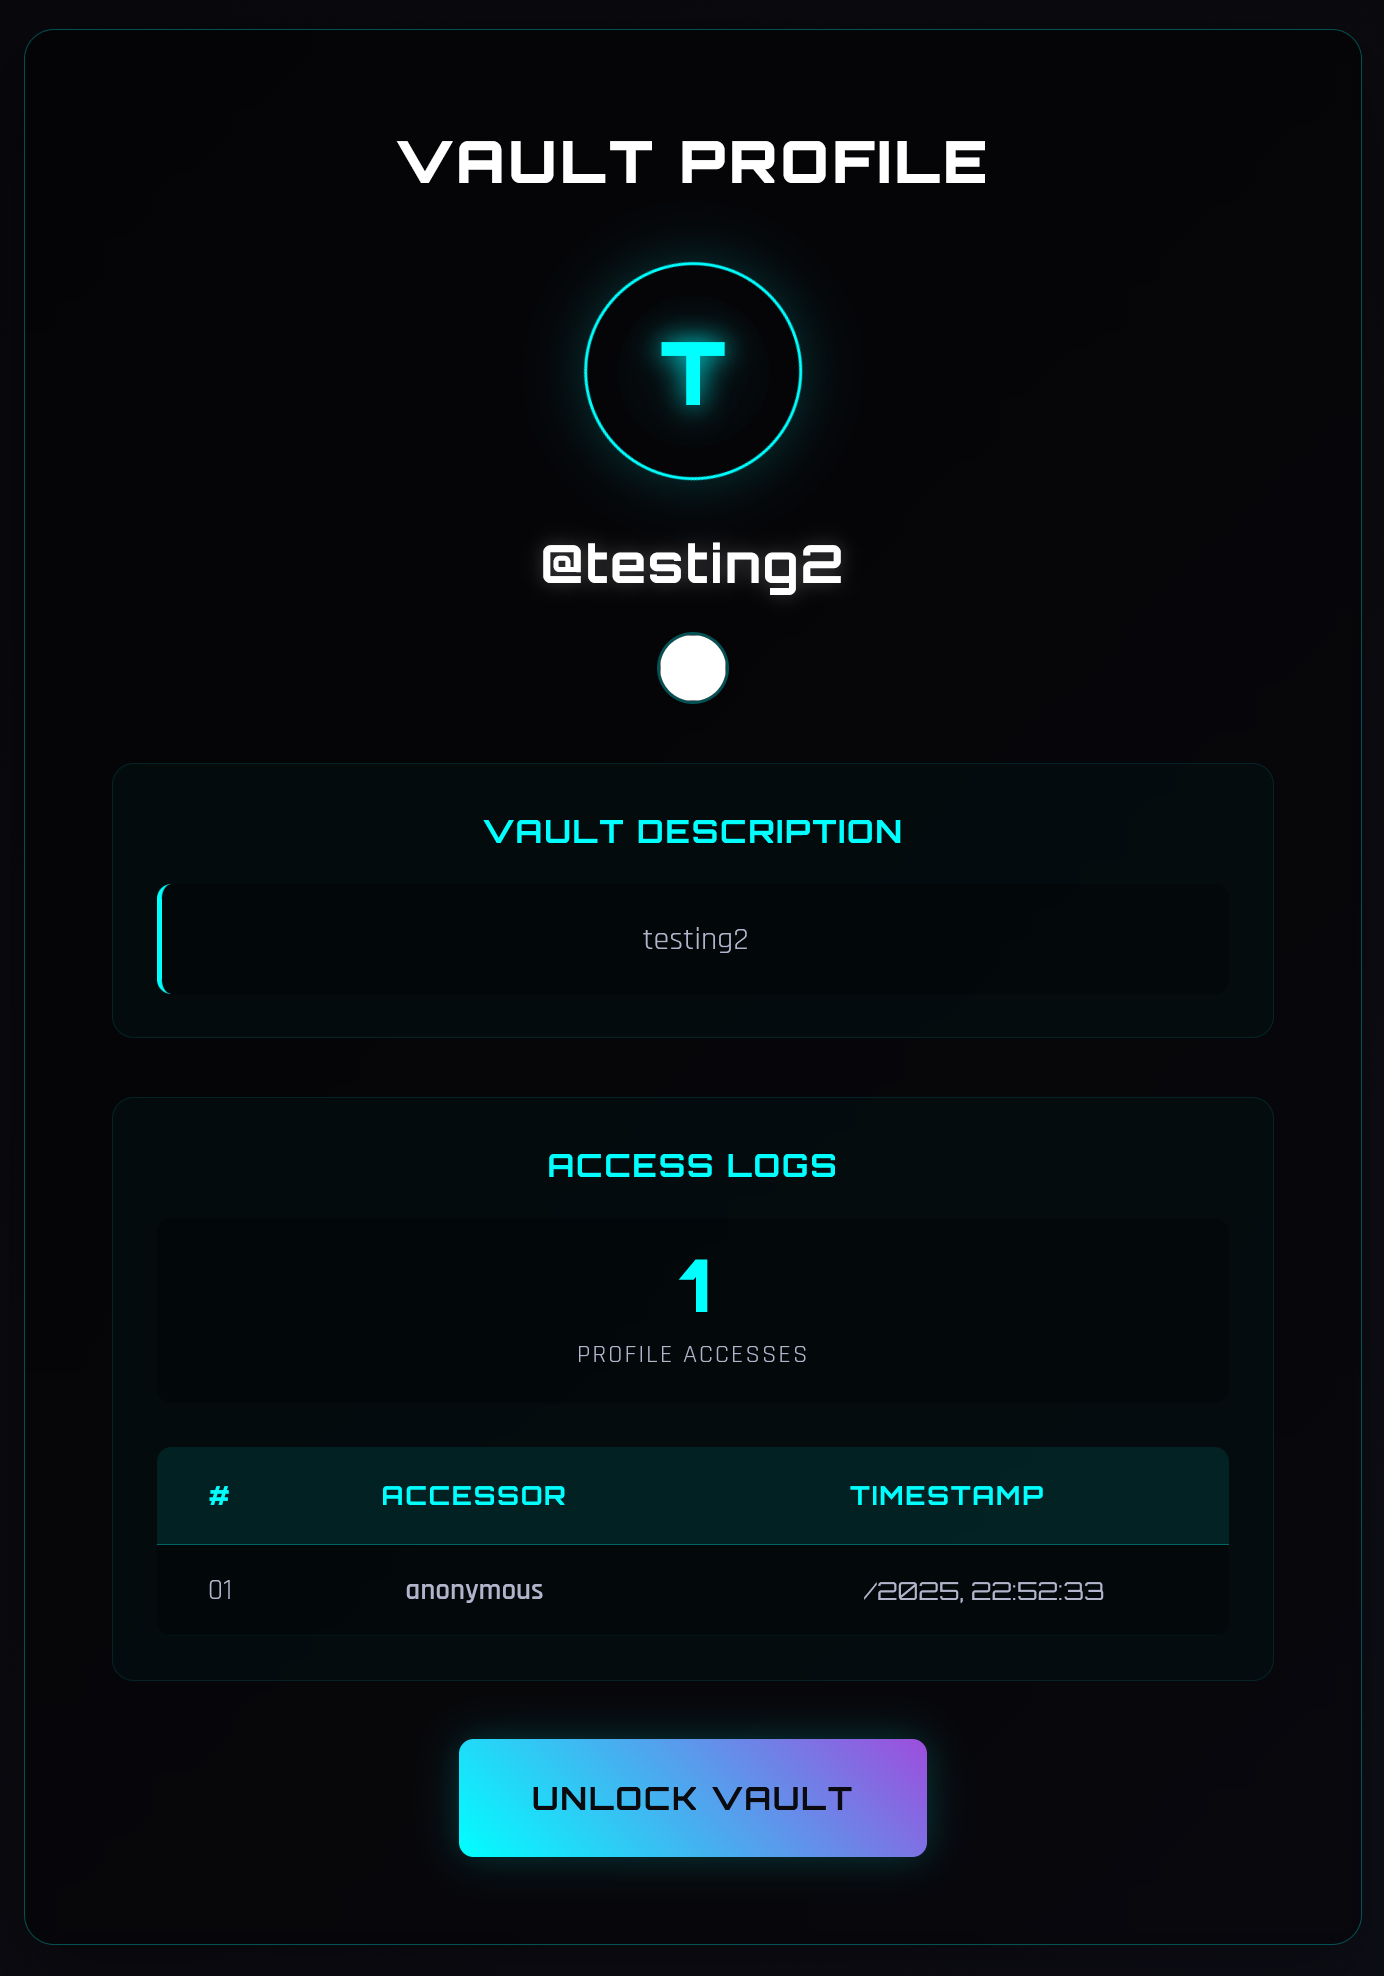 VAULT PROFILE
T
@testing2
VAULT DESCRIPTION
testing2
ACCESS LOGS
1
PROFILE ACCESSES
# ACCESSOR TIMESTAMP
01 anonymous /2025, 22:52:33
UNLOCK VAULT